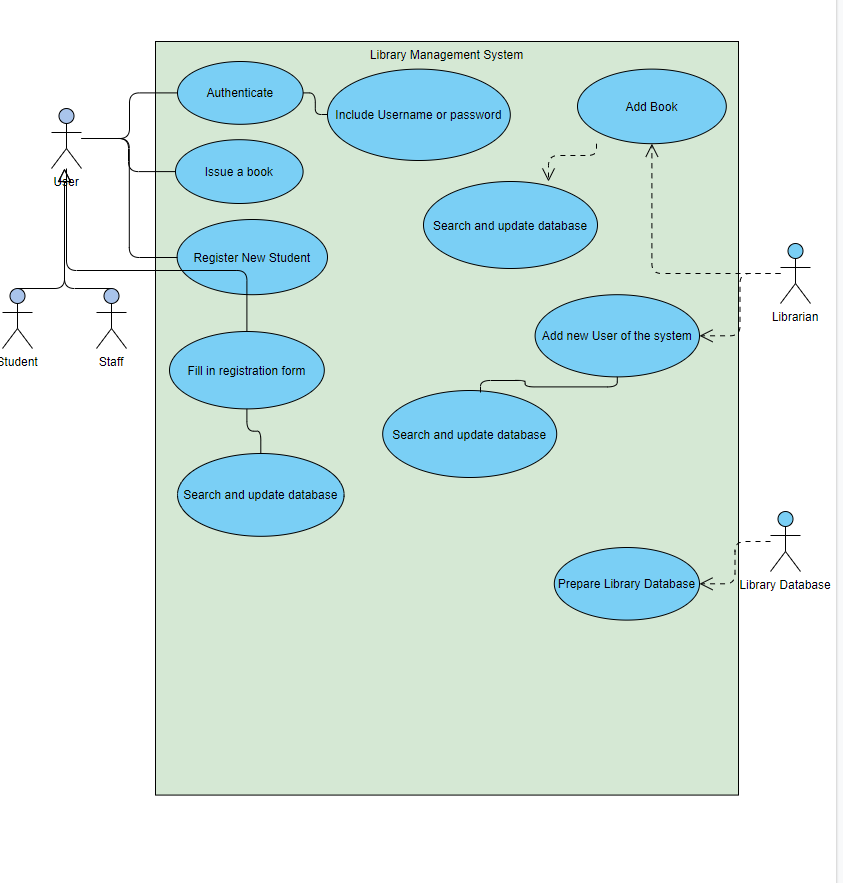 Library Management System
Authenticate
Include Username or password
Add Book
User
Issue a book
Search and update database
Register New Student
Librarian
Add new User of the system
Student
Staff
Fill in registration form
Search and update database
Search and update database
Prepare Library Database
Library Database